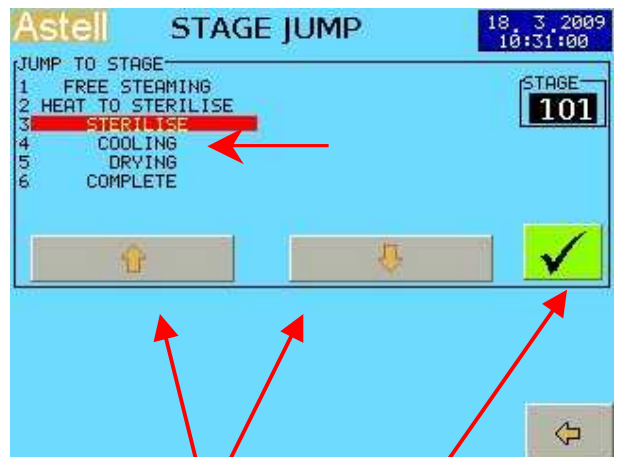 Astell STAGE JUMP 18. 3.2009
10:31:00
JUMP TO STAGE
STAGE
101
1 FREE STEAMING
2 HEAT TO STERILISE
3 STERILISE
4 COOLING
5 DRYING
6 COMPLETE